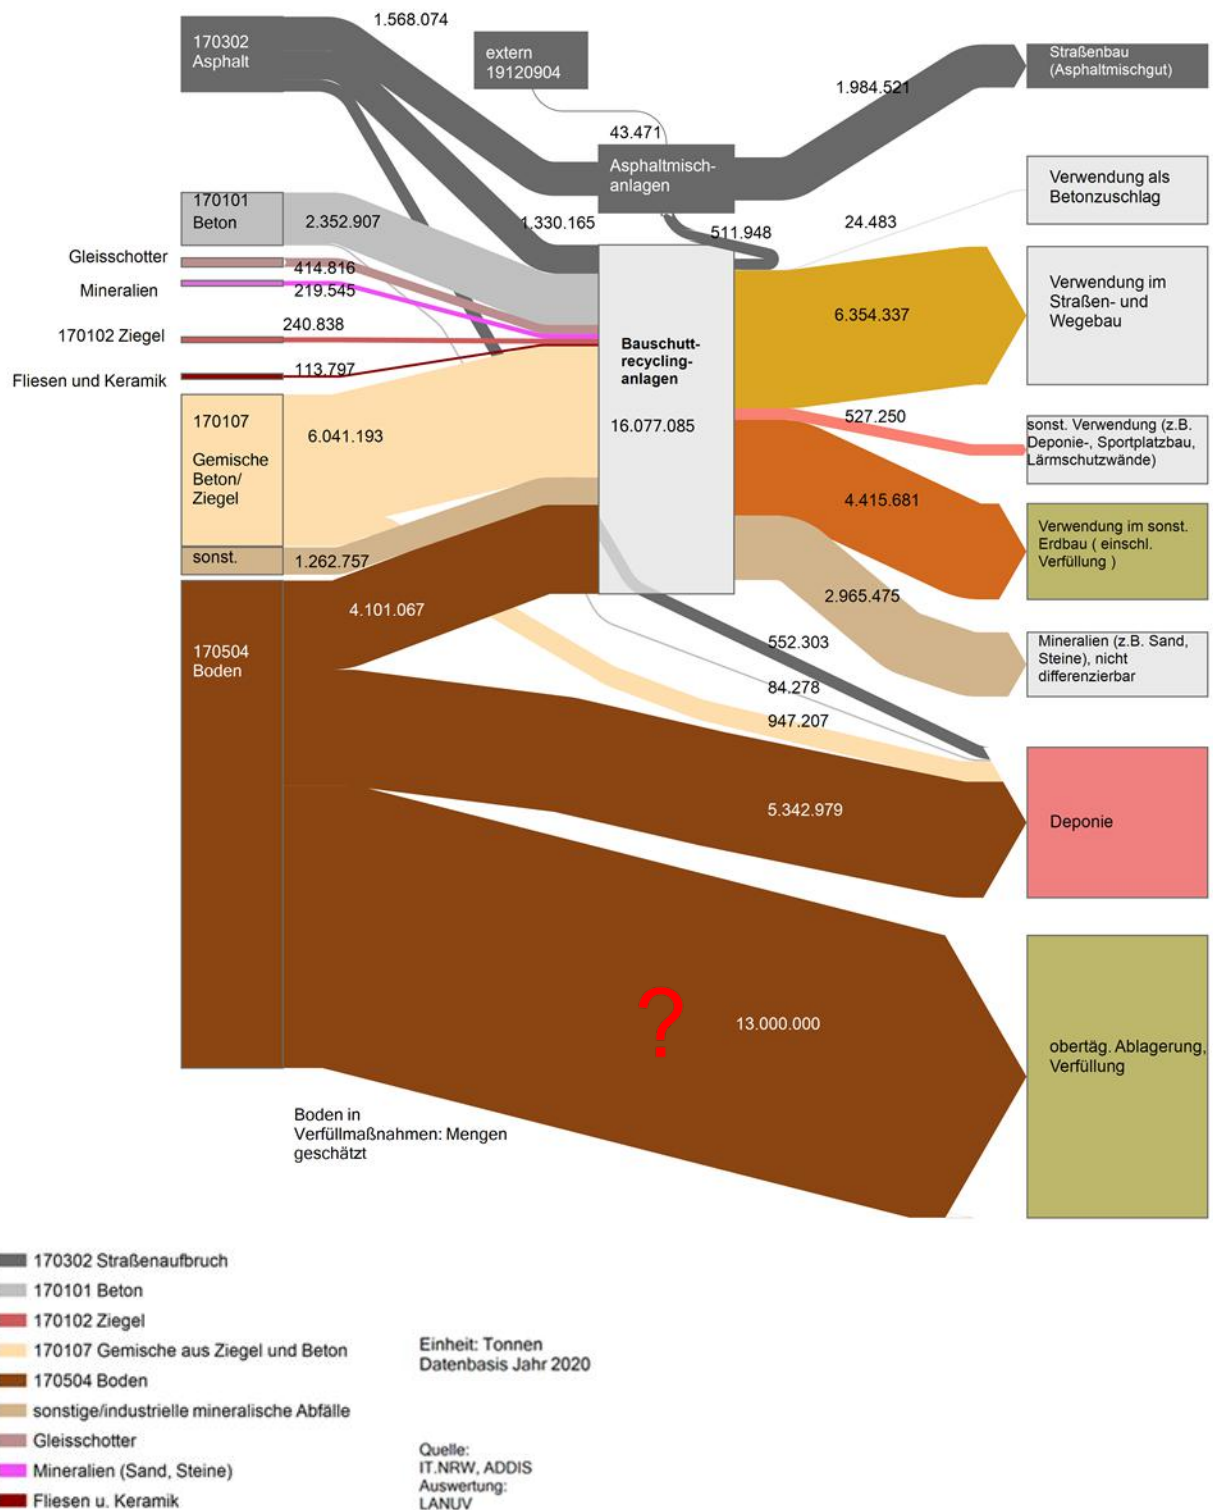 170302
Asphalt
1.568.074
extern
19120904
Straßenbau
(Asphaltmischgut)
1.984.521
43.471
Asphaltmisch-
anlagen
Verwendung als
Betonzuschlag
170101
Beton
2.352.907
1.330.165
511.948
24.483
Gleisschotter
414.816
Mineralien
219.545
Verwendung im
Straßen- und
Wegebau
6.354.337
240.838
170102 Ziegel
Bauschutt-
recycling-
anlagen
16.077.085
113.797
Fliesen und Keramik
170107
Gemische
Beton/
Ziegel
6.041.193
527.250
sonst. Verwendung (z.B.
Deponie-, Sportplatzbau,
Lärmschutzwände)
4.415.681
Verwendung im sonst.
Erdbau ( einschl.
Verfüllung )
sonst.
1.262.757
4.101.067
2.965.475
170504
Boden
552.303
Mineralien (z.B. Sand,
Steine), nicht
differenzierbar
84.278
947.207
5.342.979
Deponie
?
13.000.000
obertäg. Ablagerung,
Verfüllung
Boden in
Verfüllmaßnahmen: Mengen
geschätzt
170302 Straßenaufbruch
170101 Beton
170102 Ziegel
170107 Gemische aus Ziegel und Beton
170504 Boden
sonstige/industrielle mineralische Abfälle
Gleisschotter
Mineralien (Sand, Steine)
Fliesen u. Keramik
Einheit: Tonnen
Datenbasis Jahr 2020
Quelle:
IT.NRW, ADDIS
Auswertung:
LANUV